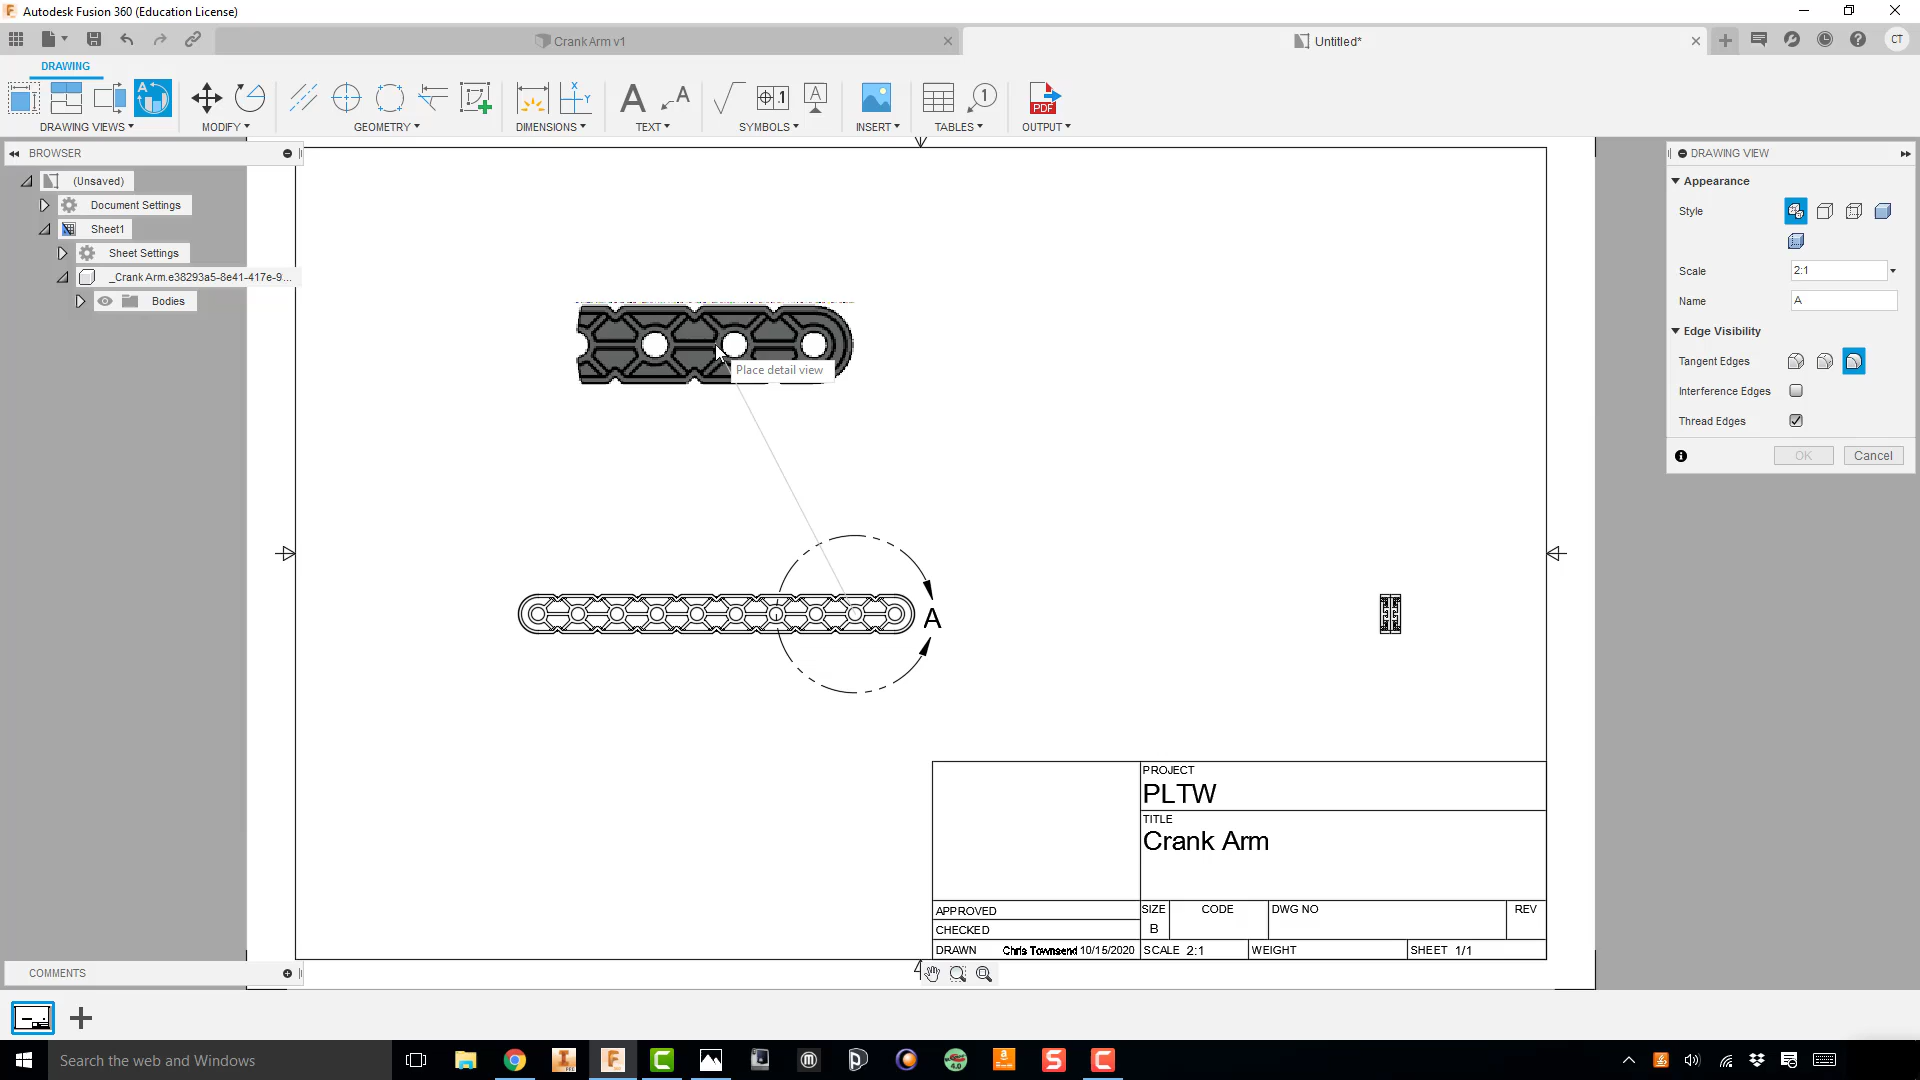 Autodesk Fusion 360 (Education License)
Crank Arm v1
Untitled*
CT
DRAWING
DRAWING VIEWS
MODIFY
GEOMETRY
DIMENSIONS
TEXT
SYMBOLS
INSERT
TABLES
OUTPUT
BROWSER
(Unsaved)
Document Settings
Sheet1
Sheet Settings
_Crank Arm.e38293a5-8e41-417e-9...
Bodies
DRAWING VIEW
Appearance
Style
Scale 2:1
Name A
Edge Visibility
Tangent Edges
Interference Edges
Thread Edges
OK Cancel
Place detail view
A
PROJECT
PLTW
TITLE
Crank Arm
APPROVED
CHECKED
DRAWN Chris Townsend 10/15/2020
SIZE
B
CODE
DWG NO
REV
SCALE 2:1
WEIGHT
SHEET 1/1
COMMENTS
Search the web and Windows